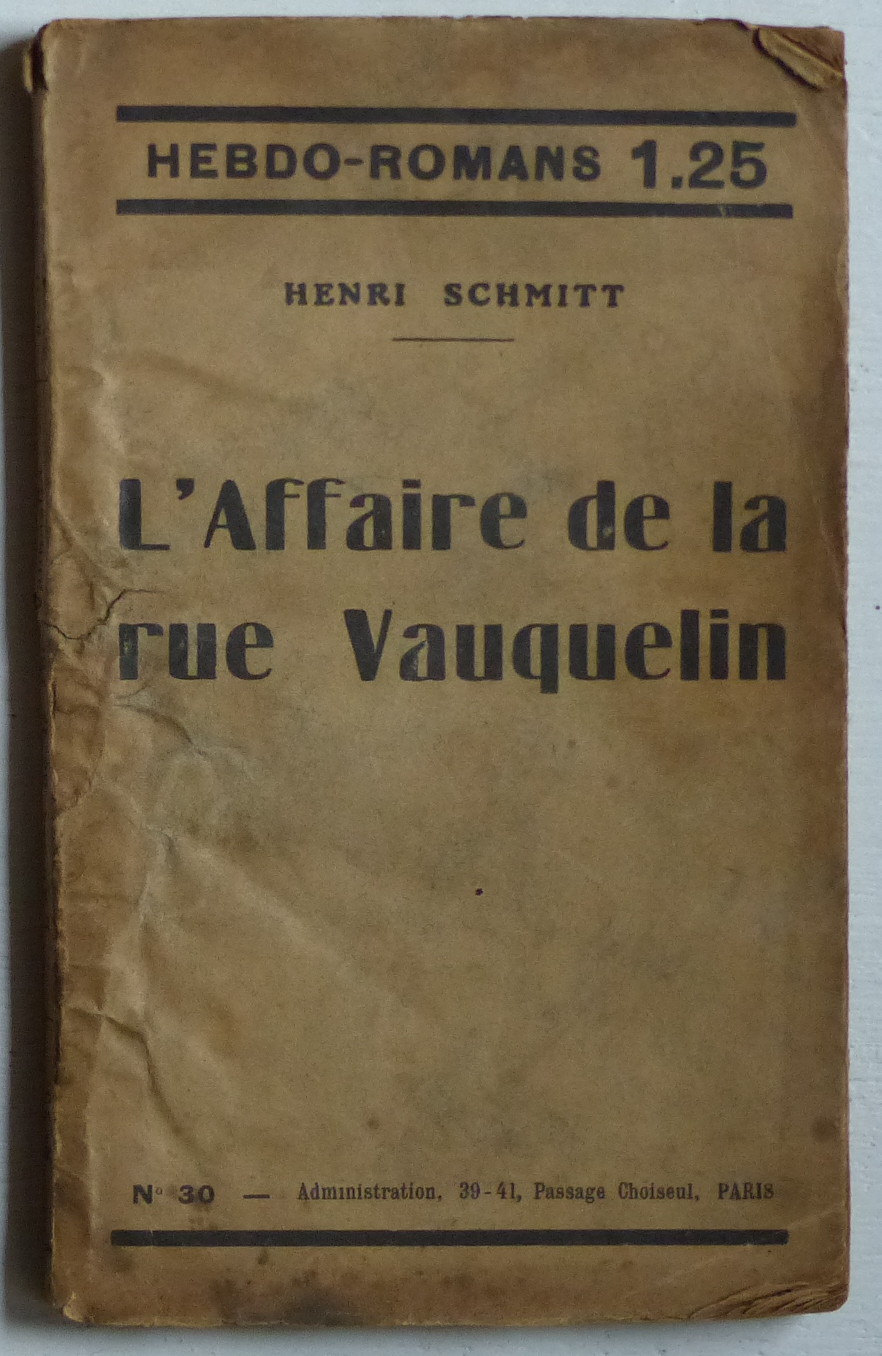 HEBDO-ROMANS 1.25
HENRI SCHMITT
L'Affaire de la
rue Vauquelin
N° 30 — Administration, 39-41, Passage Choiseul, PARIS